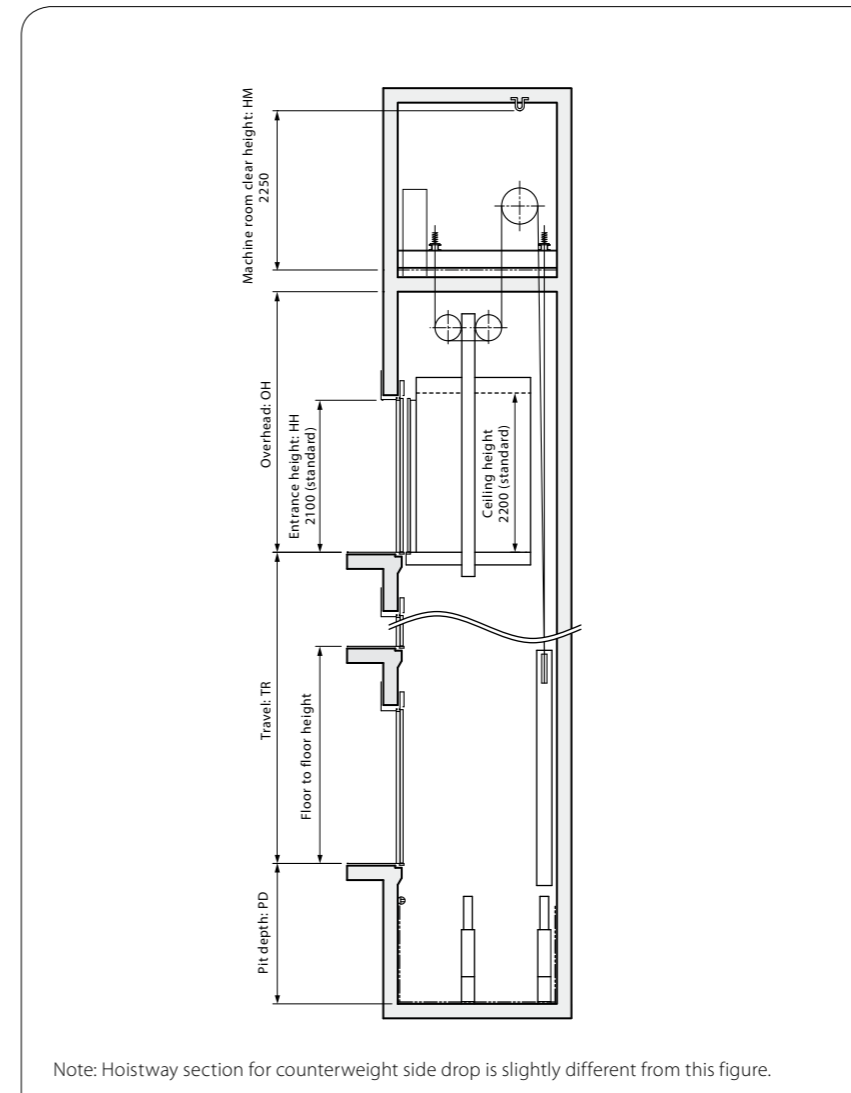 Machine room clear height: HM
2250
Overhead: OH
Entrance height: HH
2100 (standard)
Ceiling height
2200 (standard)
Travel: TR
Floor to floor height
Pit depth: PD
Note: Hoistway section for counterweight side drop is slightly different from this figure.